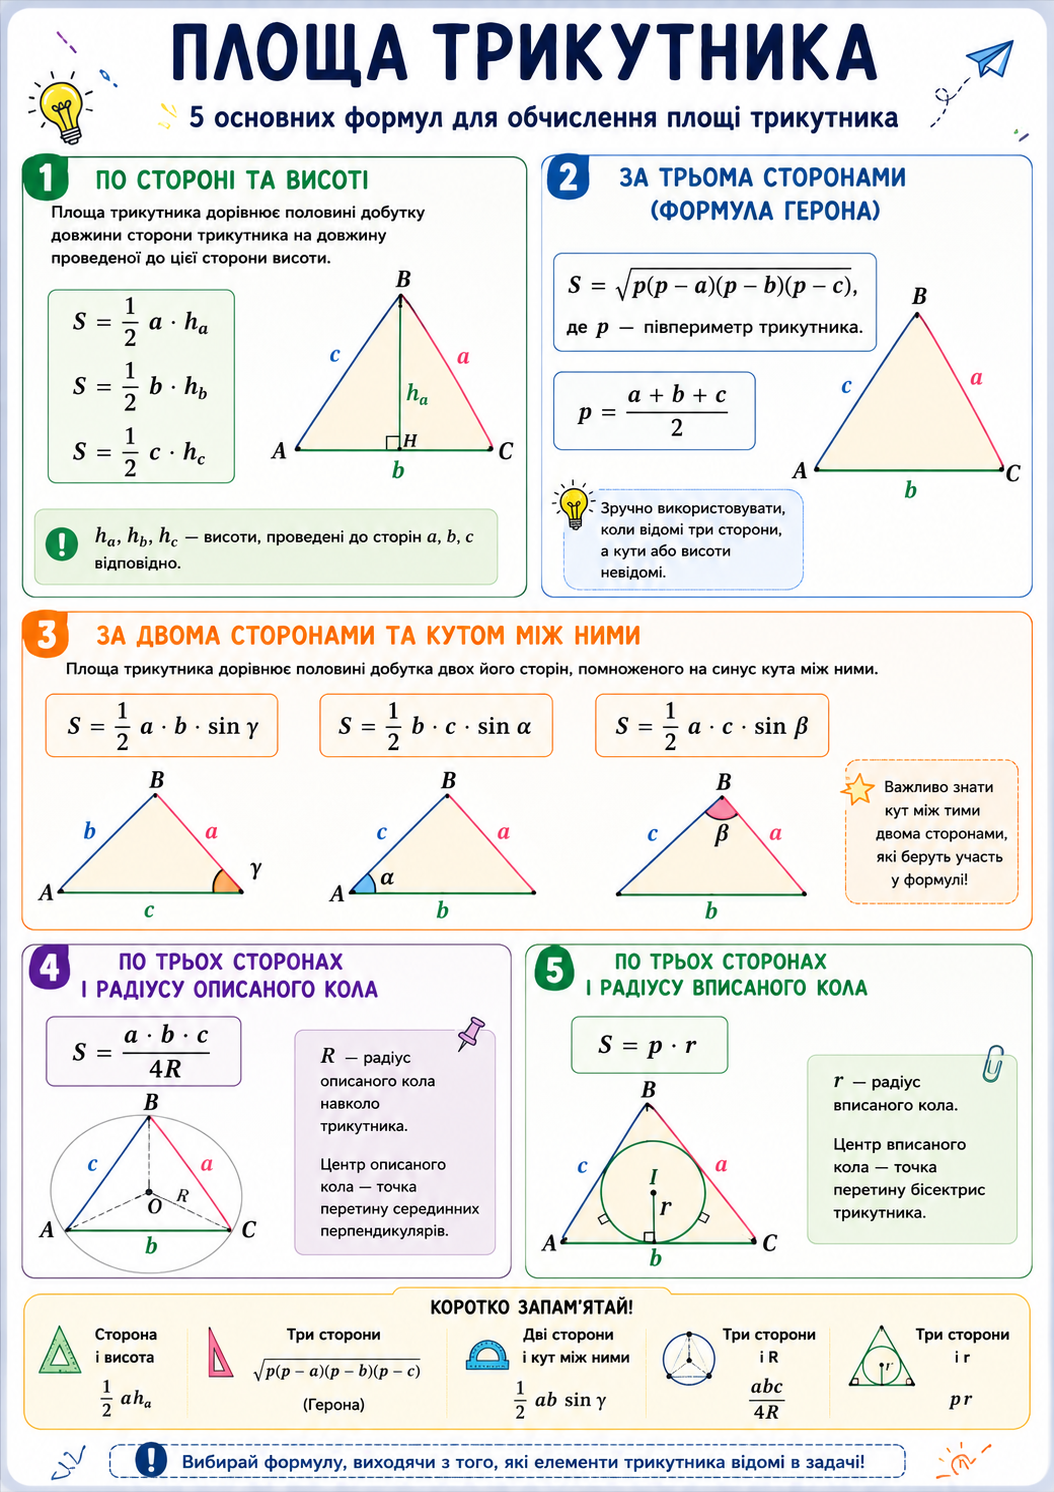 ПЛОЩА ТРИКУТНИКА
5 основних формул для обчислення площі трикутника
1 ПО СТОРОНІ ТА ВИСОТІ
Площа трикутника дорівнює половині добутку
довжини сторони трикутника на довжину
проведеної до цієї сторони висоти.
S = 1/2 a · hₐ
S = 1/2 b · h_b
S = 1/2 c · h_c
B
c
a
hₐ
A
H
C
b
! hₐ, h_b, h_c — висоти, проведені до сторін a, b, c
відповідно.
2 ЗА ТРЬОМА СТОРОНАМИ
(ФОРМУЛА ГЕРОНА)
S = √(p(p − a)(p − b)(p − c)),
де p — півпериметр трикутника.
p = (a + b + c)/2
B
c
a
A
C
b
Зручно використовувати,
коли відомі три сторони,
а кути або висоти
невідомі.
3 ЗА ДВОМА СТОРОНАМИ ТА КУТОМ МІЖ НИМИ
Площа трикутника дорівнює половині добутка двох його сторін, помноженого на синус кута між ними.
S = 1/2 a · b · sin γ
S = 1/2 b · c · sin α
S = 1/2 a · c · sin β
B
b
a
γ
A
c
B
c
a
α
A
b
B
c
β
a
b
Важливо знати
кут між тими
двома сторонами,
які беруть участь
у формулі!
4 ПО ТРЬОХ СТОРОНАХ
І РАДІУСУ ОПИСАНОГО КОЛА
S = (a · b · c)/4R
B
c
a
O
R
A
C
b
R — радіус
описаного кола
навколо
трикутника.
Центр описаного
кола — точка
перетину серединних
перпендикулярів.
5 ПО ТРЬОХ СТОРОНАХ
І РАДІУСУ ВПИСАНОГО КОЛА
S = p · r
B
c
a
I
r
A
C
b
r — радіус
вписаного кола.
Центр вписаного
кола — точка
перетину бісектрис
трикутника.
КОРОТКО ЗАПАМ'ЯТАЙ!
Сторона
і висота
1/2 ahₐ
Три сторони
√(p(p − a)(p − b)(p − c))
(Герона)
Дві сторони
і кут між ними
1/2 ab sin γ
Три сторони
і R
abc/4R
r
Три сторони
і r
pr
! Вибирай формулу, виходячи з того, які елементи трикутника відомі в задачі!